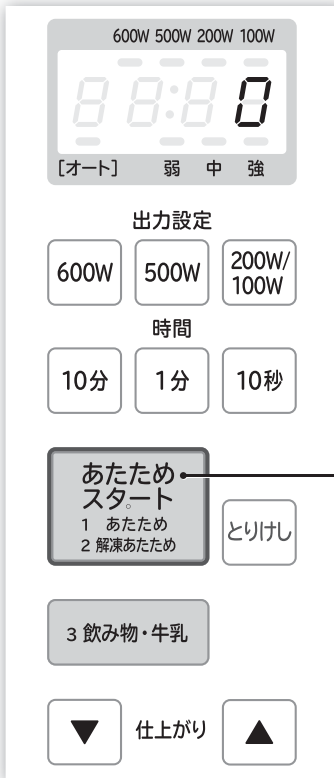 600W 500W 200W 100W
0
[オート] 弱 中 強
出力設定
600W 500W 200W/
100W
時間
10分 1分 10秒
あたため
スタート
1 あたため
2 解凍あたため
とりけし
3 飲み物・牛乳
▼ 仕上がり ▲